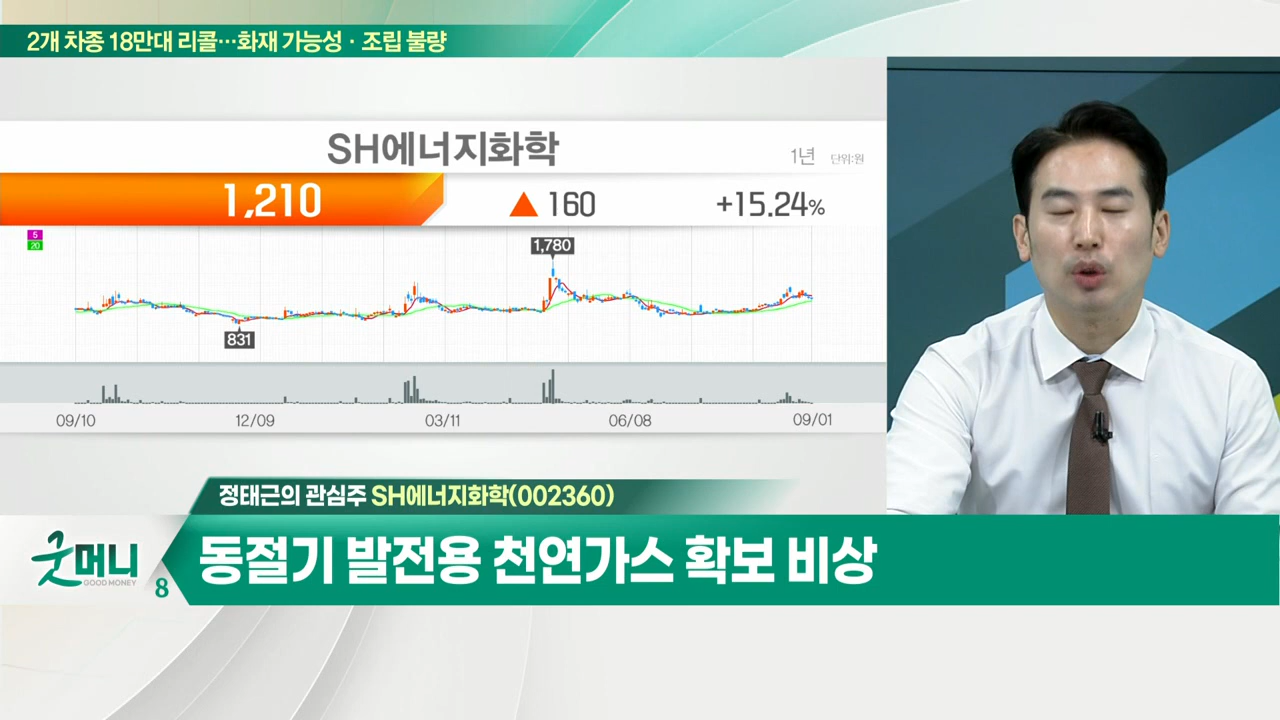 2개 차종 18만대 리콜…화재 가능성 · 조립 불량
SH에너지화학
1년 단위:원
1,210 ▲ 160 +15.24%
5
20
1,780
831
09/10 12/09 03/11 06/08 09/01
정태근의 관심주 SH에너지화학(002360)
굿머니
GOOD MONEY
8
동절기 발전용 천연가스 확보 비상